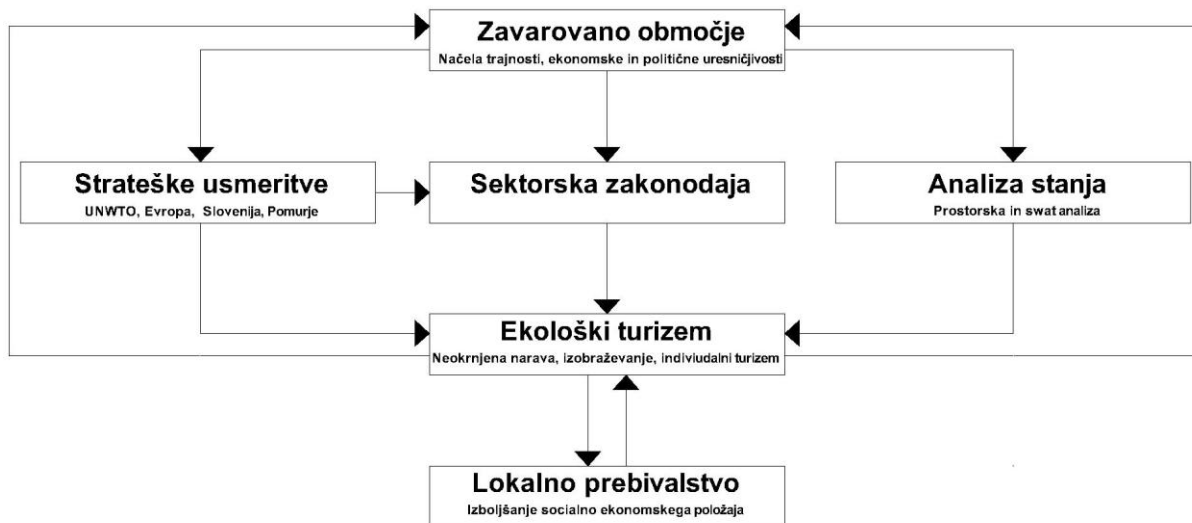 Zavarovano območje
Načela trajnosti, ekonomske in politične uresničjivosti
Strateške usmeritve
UNWTO, Evropa, Slovenija, Pomurje
Sektorska zakonodaja
Analiza stanja
Prostorska in swat analiza
Ekološki turizem
Neokrnjena narava, izobraževanje, indiviudalni turizem
Lokalno prebivalstvo
Izboljšanje socialno ekonomskega položaja